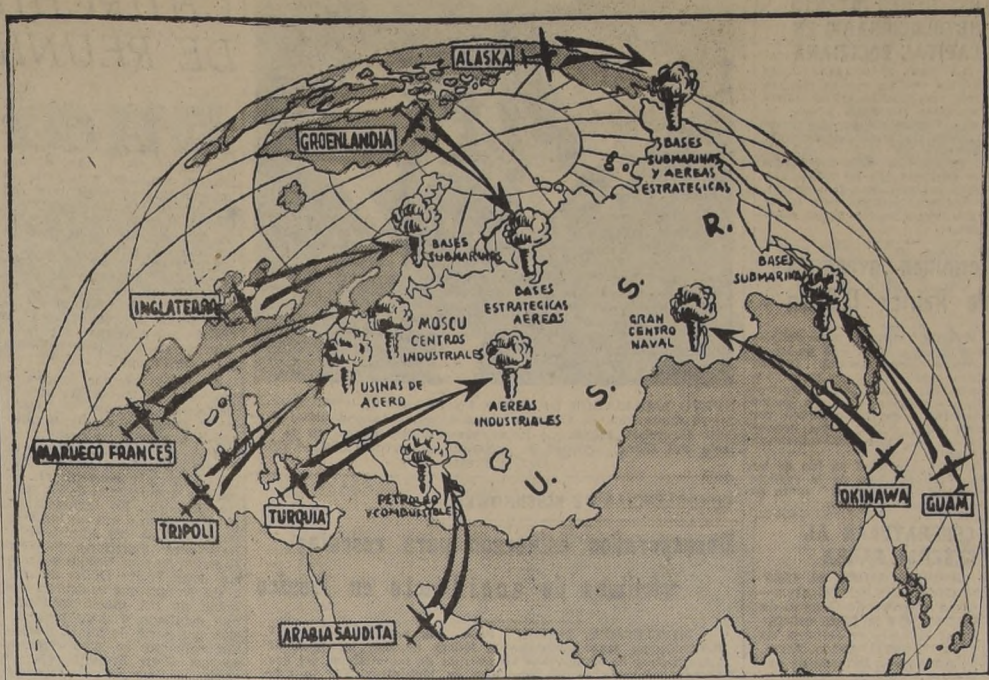 ALASKA
GROENLANDIA
3 BASES
SUBMARINAS
Y AEREAS
ESTRATEGICAS
R.
BASES
SUBMARINAS
BASES
ESTRATEGICAS
AEREAS
BASES
SUBMARINAS
INGLATERRA
S.
GRAN
CENTRO
NAVAL
MOSCU
CENTROS
INDUSTRIALES
USINAS DE
ACERO
AEREAS
INDUSTRIALES
S.
MARUECO FRANCES
TRIPOLI
TURQUIA
PETROLEO
Y COMBUSTIBLE
U.
OKINAWA
GUAM
ARABIA SAUDITA